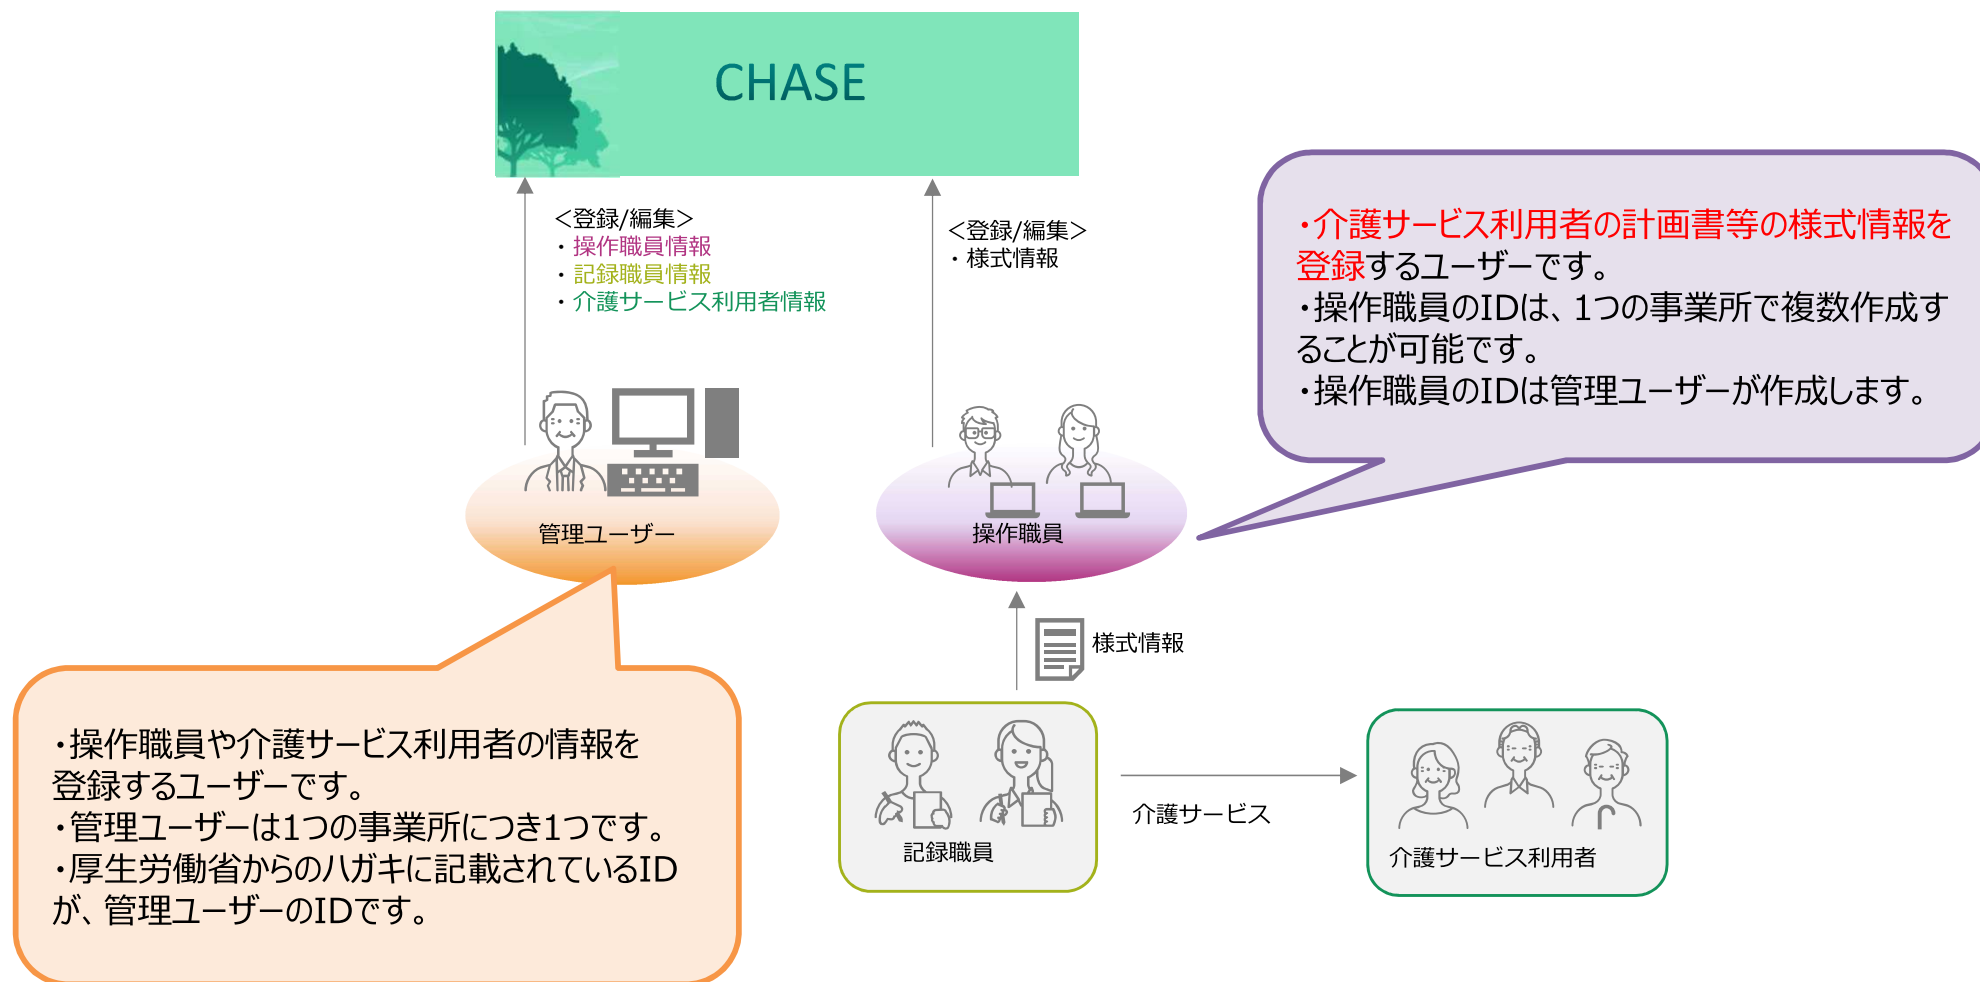 CHASE
＜登録/編集＞
・操作職員情報
・記録職員情報
・介護サービス利用者情報
＜登録/編集＞
・様式情報
・介護サービス利用者の計画書等の様式情報を
登録するユーザーです。
・操作職員のIDは、1つの事業所で複数作成す
ることが可能です。
・操作職員のIDは管理ユーザーが作成します。
管理ユーザー
操作職員
様式情報
・操作職員や介護サービス利用者の情報を
登録するユーザーです。
・管理ユーザーは1つの事業所につき1つです。
・厚生労働省からのハガキに記載されているID
が、管理ユーザーのIDです。
記録職員
介護サービス
介護サービス利用者